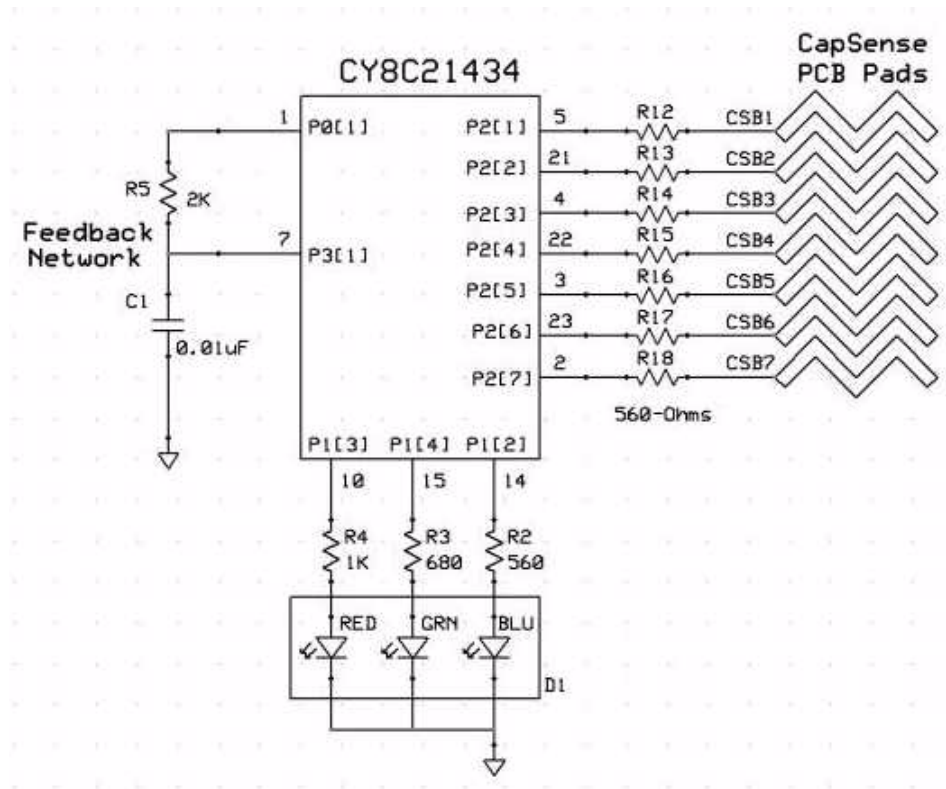 CapSense
PCB Pads
CY8C21434
1 P0[1] P2[1] 5 R12 CSB1
P2[2] 21 R13 CSB2
R5 2K
P2[3] 4 R14 CSB3
Feedback
Network
7 P3[1] P2[4] 22 R15 CSB4
P2[5] 3 R16 CSB5
C1
0.01uF
P2[6] 23 R17 CSB6
P2[7] 2 R18 CSB7
560-Ohms
P1[3] P1[4] P1[2]
10 15 14
R4 R3 R2
1K 680 560
RED GRN BLU
D1